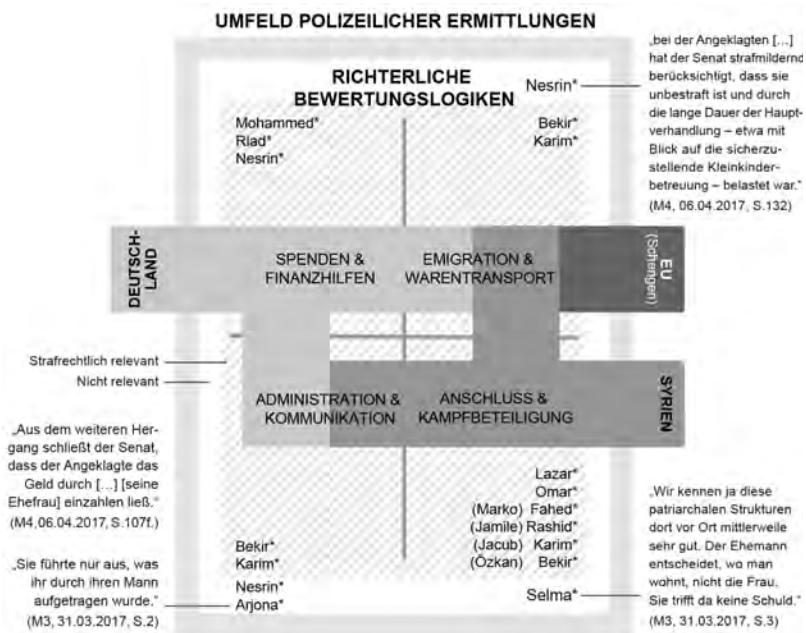 UMFELD POLIZEILICHER ERMITTLUNGEN
RICHTERLICHE
BEWERTUNGSLOGIKEN
Nesrin*
„bei der Angeklagten [...]
hat der Senat strafmildernd
berücksichtigt, dass sie
unbestraft ist und durch
die lange Dauer der Haupt-
verhandlung – etwa mit
Blick auf die sicherzu-
stellende Kleinkinder-
betreuung – belastet war.“
(M4, 06.04.2017, S.132)
Mohammed*
Riad*
Nesrin*
Bekir*
Karim*
DEUTSCH-
LAND
SPENDEN &
FINANZHILFEN
EMIGRATION &
WARENTRANSPORT
EU
(Schengen)
Strafrechtlich relevant
Nicht relevant
ADMINISTRATION &
KOMMUNIKATION
ANSCHLUSS &
KAMPFBETEILIGUNG
SYRIEN
„Aus dem weiteren Her-
gang schließt der Senat,
dass der Angeklagte das
Geld durch [...] [seine
Ehefrau] einzahlen ließ.“
(M4,06.04.2017, S.107f.)
„Sie führte nur aus, was
ihr durch ihren Mann
aufgetragen wurde.“
(M3, 31.03.2017, S.2)
Bekir*
Karim*
Nesrin*
Arjona*
Lazar*
Omar*
(Marko) Fahed*
(Jamile) Rashid*
(Jacub) Karim*
(Özkan) Bekir*
Selma*
„Wir kennen ja diese
patriarchalen Strukturen
dort vor Ort mittlerweile
sehr gut. Der Ehemann
entscheidet, wo man
wohnt, nicht die Frau.
Sie trifft da keine Schuld.“
(M3, 31.03.2017, S.3)